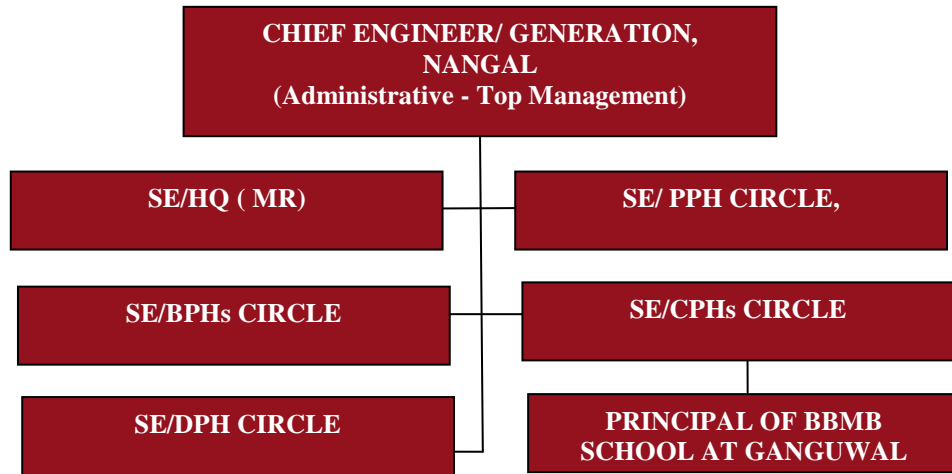 CHIEF ENGINEER/ GENERATION,
NANGAL
(Administrative - Top Management)
SE/HQ ( MR)
SE/ PPH CIRCLE,
SE/BPHs CIRCLE
SE/CPHs CIRCLE
SE/DPH CIRCLE
PRINCIPAL OF BBMB
SCHOOL AT GANGUWAL